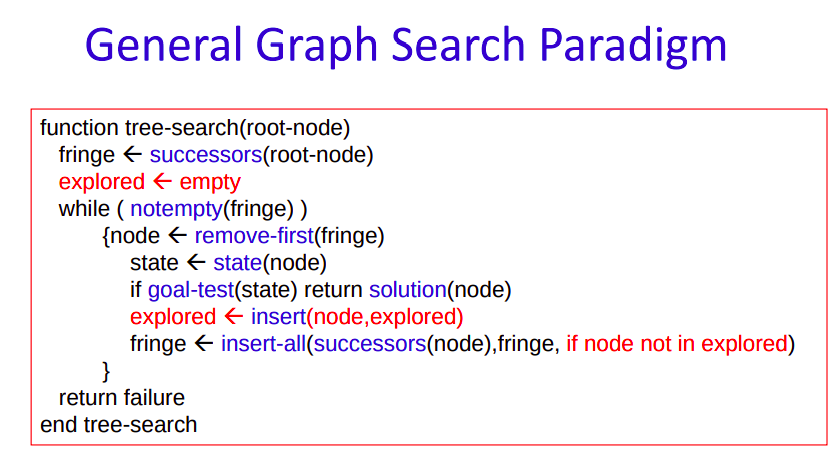 General Graph Search Paradigm
function tree-search(root-node)
fringe ← successors(root-node)
explored ← empty
while ( notempty(fringe) )
{node ← remove-first(fringe)
state ← state(node)
if goal-test(state) return solution(node)
explored ← insert(node,explored)
fringe ← insert-all(successors(node),fringe, if node not in explored)
}
return failure
end tree-search